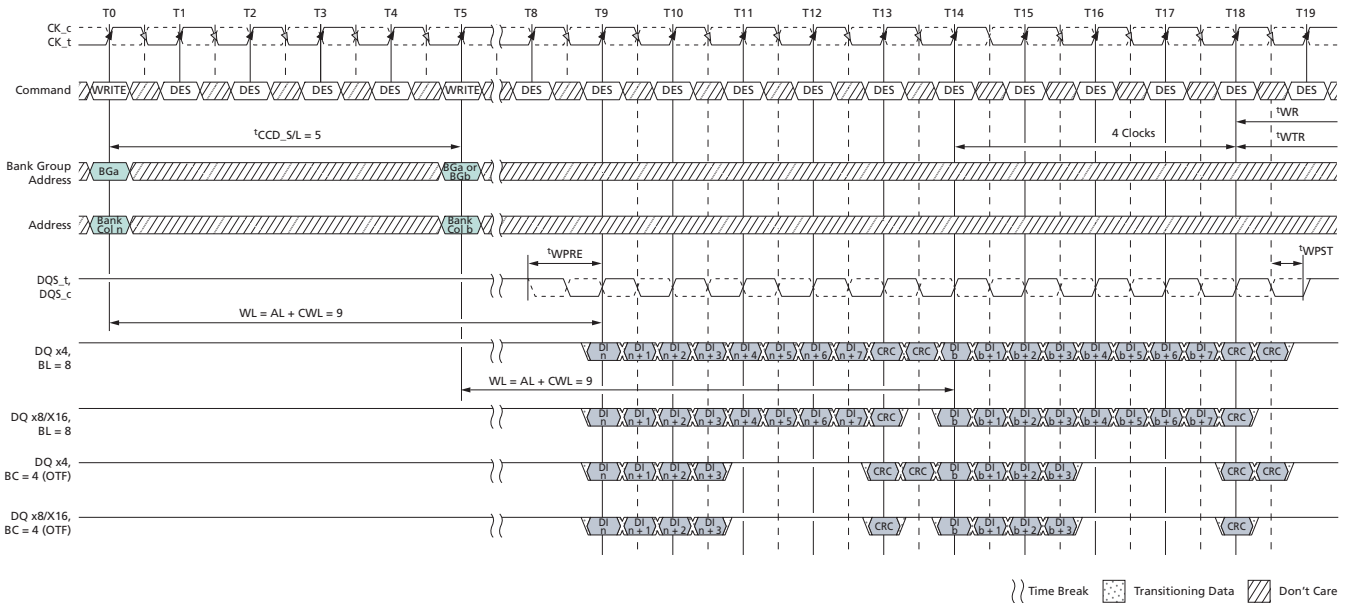 T0 T1 T2 T3 T4 T5 T8 T9 T10 T11 T12 T13 T14 T15 T16 T17 T18 T19
CK_c
CK_t
Command WRITE DES DES DES DES WRITE DES DES DES DES DES DES DES DES DES DES DES DES
tWR
tCCD_S/L = 5 4 Clocks tWTR
Bank Group
Address
BGa BGa or
BGb
Address Bank
Col n
Bank
Col b
tWPRE tWPST
DQS_t,
DQS_c
WL = AL + CWL = 9
DQ x4,
BL = 8
DI
n
DI
n + 1
DI
n + 2
DI
n + 3
DI
n + 4
DI
n + 5
DI
n + 6
DI
n + 7
CRC CRC
DI
b
DI
b + 1
DI
b + 2
DI
b + 3
DI
b + 4
DI
b + 5
DI
b + 6
DI
b + 7
CRC CRC
WL = AL + CWL = 9
DQ x8/X16,
BL = 8
DI
n
DI
n + 1
DI
n + 2
DI
n + 3
DI
n + 4
DI
n + 5
DI
n + 6
DI
n + 7
CRC
DI
b
DI
b + 1
DI
b + 2
DI
b + 3
DI
b + 4
DI
b + 5
DI
b + 6
DI
b + 7
CRC
DQ x4,
BC = 4 (OTF)
DI
n
DI
n + 1
DI
n + 2
DI
n + 3
CRC CRC
DI
b
DI
b + 1
DI
b + 2
DI
b + 3
CRC CRC
DQ x8/X16,
BC = 4 (OTF)
DI
n
DI
n + 1
DI
n + 2
DI
n + 3
CRC
DI
b
DI
b + 1
DI
b + 2
DI
b + 3
CRC
Time Break Transitioning Data Don't Care